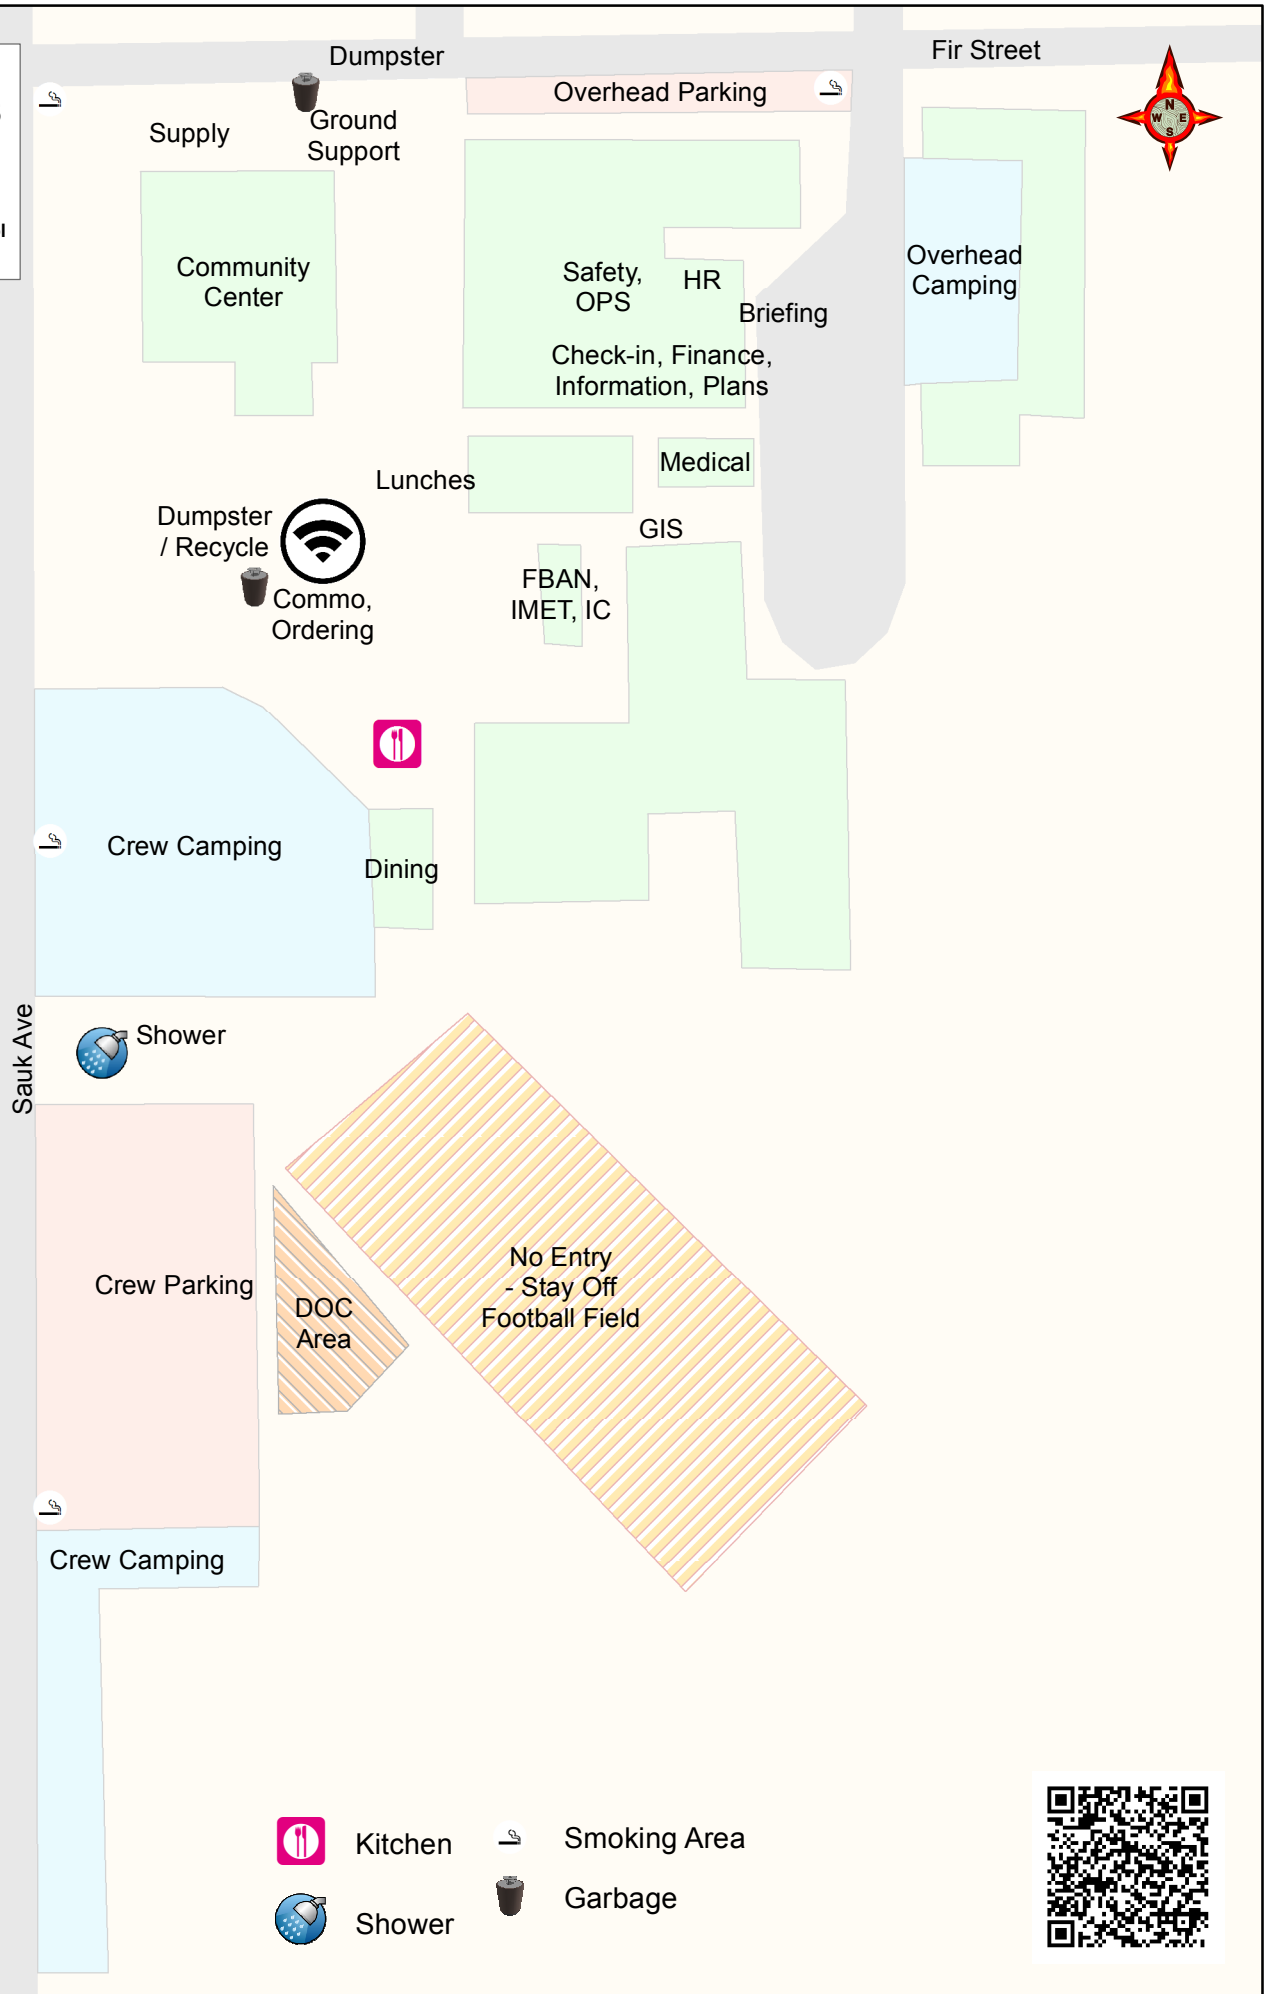 Dumpster
Fir Street
Overhead Parking
N
W E
S
Supply
Ground
Support
Community
Center
Safety,
OPS
HR
Briefing
Overhead
Camping
Check-in, Finance,
Information, Plans
Lunches
Medical
Dumpster
/ Recycle
GIS
FBAN,
IMET, IC
Commo,
Ordering
Crew Camping
Dining
Sauk Ave
Shower
Crew Parking
DOC
Area
No Entry
- Stay Off
Football Field
Crew Camping
Kitchen
Smoking Area
Shower
Garbage